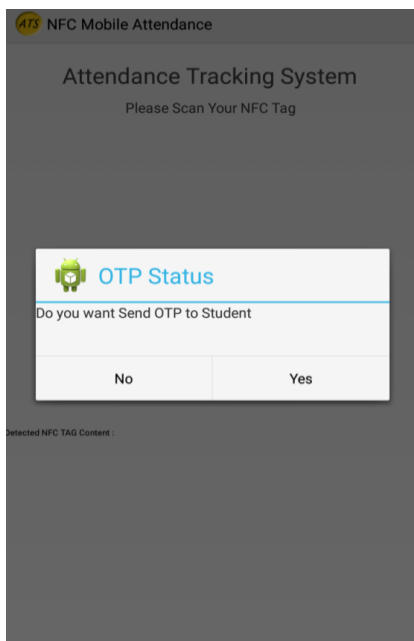 ATS NFC Mobile Attendance
Attendance Tracking System
Please Scan Your NFC Tag
OTP Status
Do you want Send OTP to Student
No Yes
Detected NFC TAG Content :